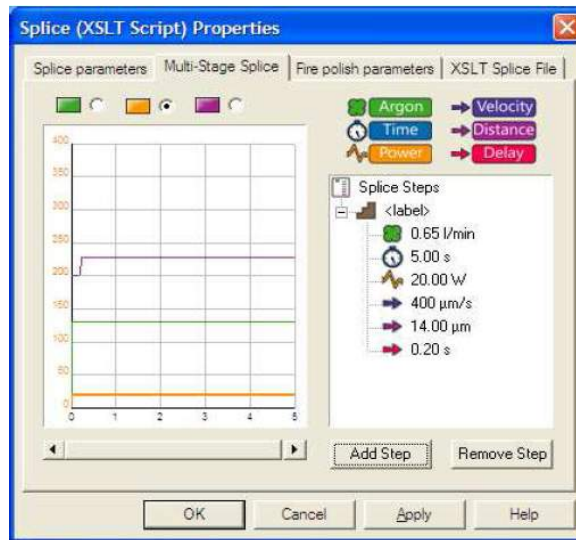 Splice (XSLT Script) Properties
Splice parameters
Multi-Stage Splice
Fire polish parameters
XSLT Splice File
Argon
Velocity
Time
Distance
Power
Delay
400
350
300
250
200
150
100
50
0
0 1 2 3 4 5
Splice Steps
<label>
0.65 l/min
5.00 s
20.00 W
400 µm/s
14.00 µm
0.20 s
Add Step
Remove Step
OK
Cancel
Apply
Help